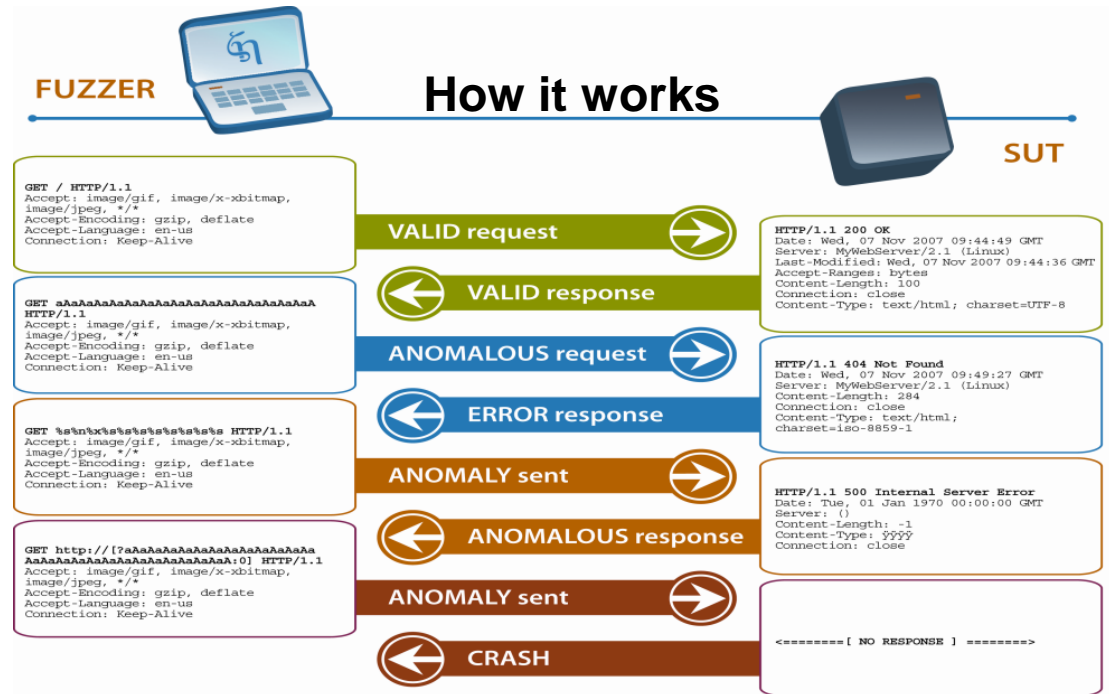 How it works
FUZZER
SUT
GET / HTTP/1.1
Accept: image/gif, image/x-xbitmap,
image/jpeg, */*
Accept-Encoding: gzip, deflate
Accept-Language: en-us
Connection: Keep-Alive
VALID request
HTTP/1.1 200 OK
Date: Wed, 07 Nov 2007 09:44:49 GMT
Server: MyWebServer/2.1 (Linux)
Last-Modified: Wed, 07 Nov 2007 09:44:36 GMT
Accept-Ranges: bytes
Content-Length: 100
Connection: close
Content-Type: text/html; charset=UTF-8
VALID response
GET aAaAaAaAaAaAaAaAaAaAaAaAaAaAaAaAaA
HTTP/1.1
Accept: image/gif, image/x-xbitmap,
image/jpeg, */*
Accept-Encoding: gzip, deflate
Accept-Language: en-us
Connection: Keep-Alive
ANOMALOUS request
HTTP/1.1 404 Not Found
Date: Wed, 07 Nov 2007 09:49:27 GMT
Server: MyWebServer/2.1 (Linux)
Content-Length: 284
Connection: close
Content-Type: text/html;
charset=iso-8859-1
ERROR response
GET %s%n%x%s%s%s%s%s%s%s%s HTTP/1.1
Accept: image/gif, image/x-xbitmap,
image/jpeg, */*
Accept-Encoding: gzip, deflate
Accept-Language: en-us
Connection: Keep-Alive
ANOMALY sent
HTTP/1.1 500 Internal Server Error
Date: Tue, 01 Jan 1970 00:00:00 GMT
Server: ()
Content-Length: -1
Content-Type: ÿÿÿÿ
Connection: close
ANOMALOUS response
GET http://[?aAaAaAaAaAaAaAaAaAaAaAaAa
AaAaAaAaAaAaAaAaAaAaAaAaAaA:0] HTTP/1.1
Accept: image/gif, image/x-xbitmap,
image/jpeg, */*
Accept-Encoding: gzip, deflate
Accept-Language: en-us
Connection: Keep-Alive
ANOMALY sent
<========[ NO RESPONSE ] ========>
CRASH